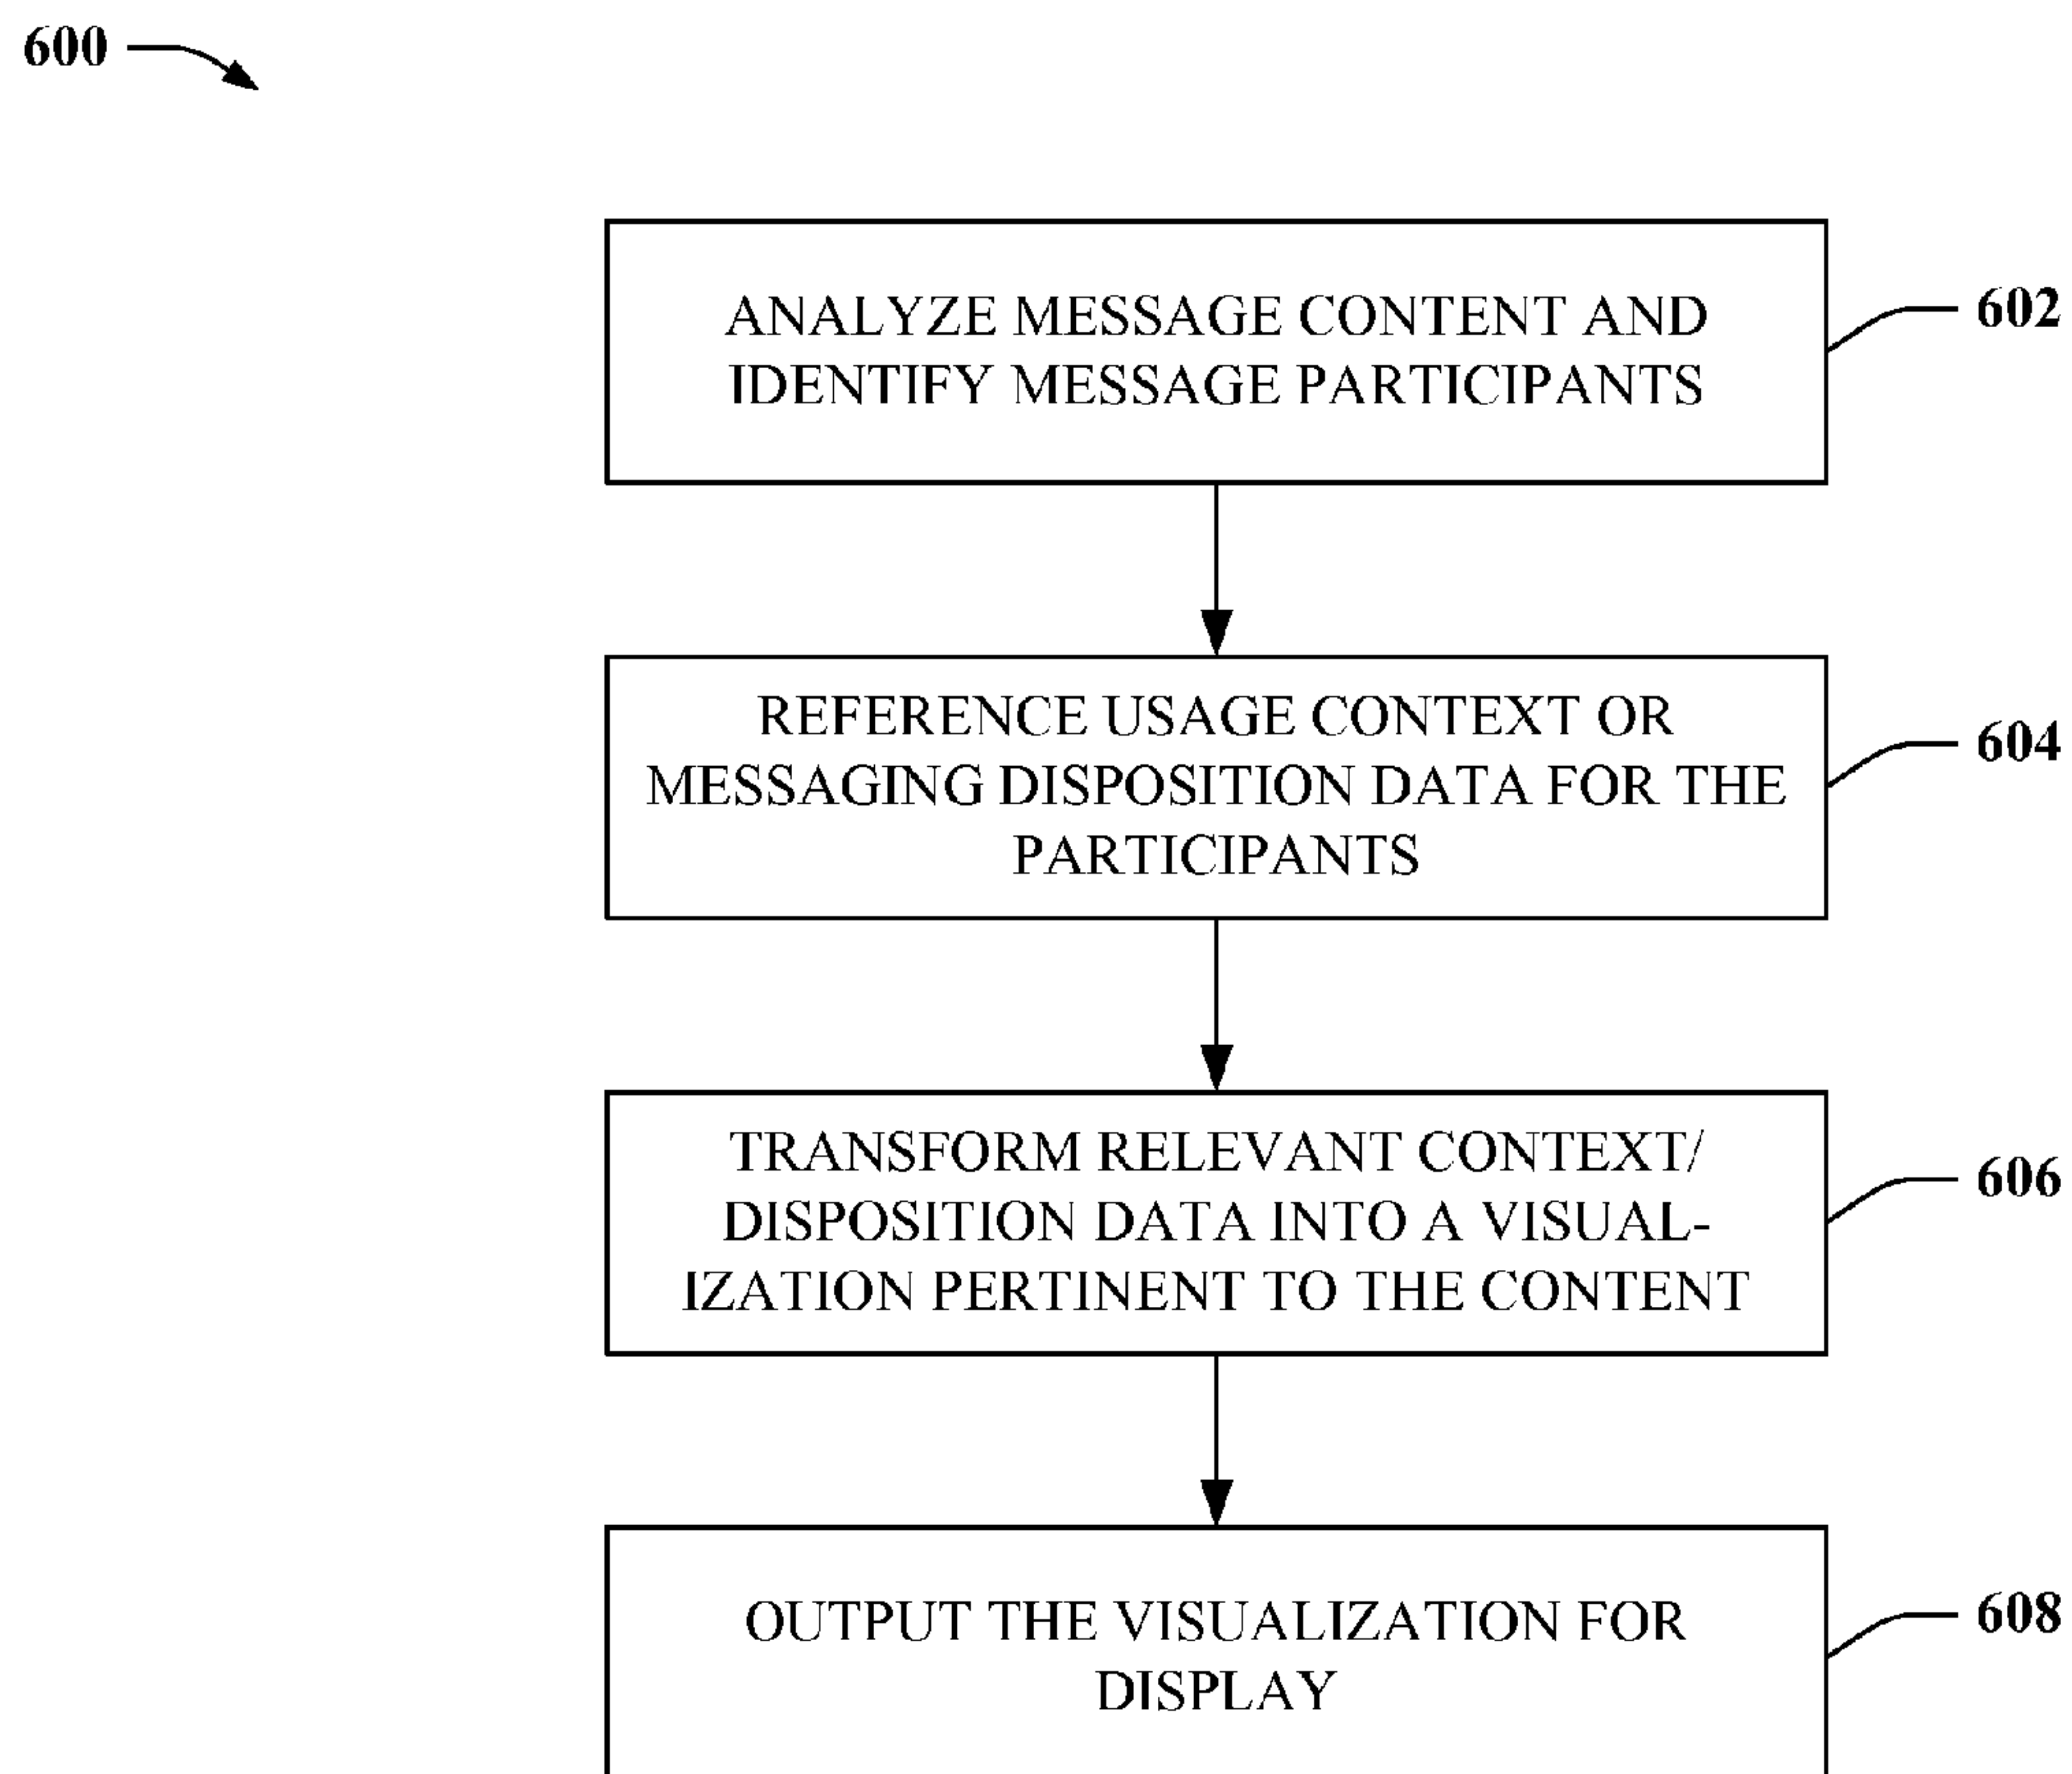 600
ANALYZE MESSAGE CONTENT AND
IDENTIFY MESSAGE PARTICIPANTS
602
REFERENCE USAGE CONTEXT OR
MESSAGING DISPOSITION DATA FOR THE
PARTICIPANTS
604
TRANSFORM RELEVANT CONTEXT/
DISPOSITION DATA INTO A VISUAL-
IZATION PERTINENT TO THE CONTENT
606
OUTPUT THE VISUALIZATION FOR
DISPLAY
608